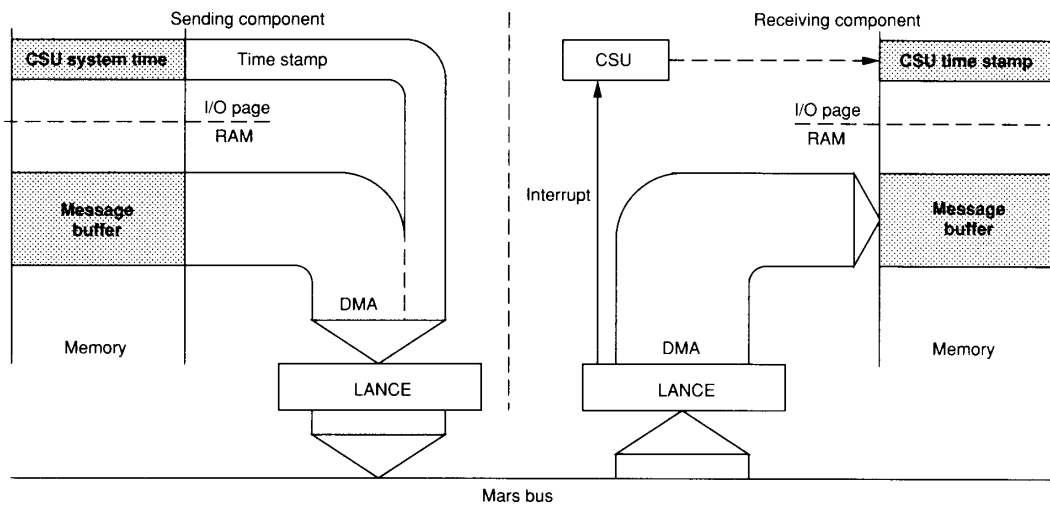 Sending component
Receiving component
CSU system time
Time stamp
CSU
CSU time stamp
I/O page
RAM
I/O page
RAM
Message
buffer
Interrupt
Message
buffer
DMA
DMA
Memory
Memory
LANCE
LANCE
Mars bus